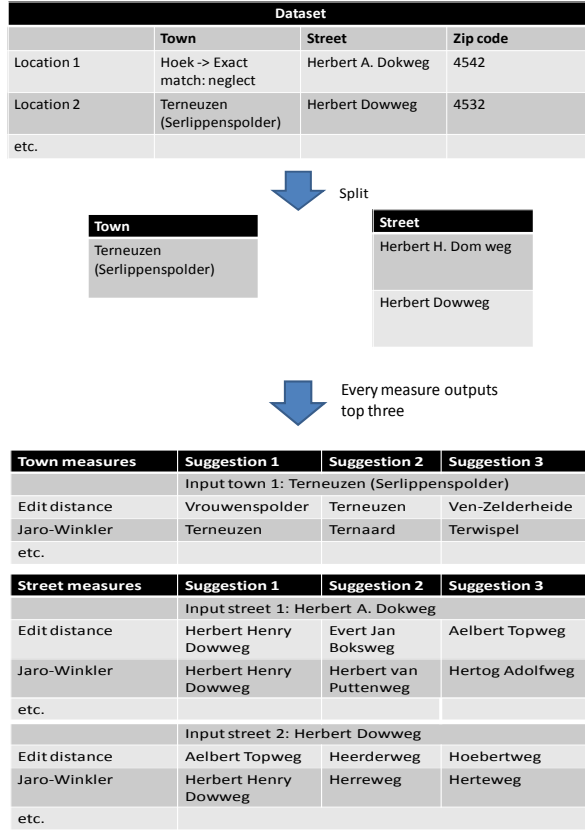 Dataset
Town Street Zip code
Location 1 Hoek -> Exact Herbert A. Dokweg 4542
match: neglect
Location 2 Terneuzen Herbert Dowweg 4532
(Serlippenspolder)
etc.
Split
Town
Terneuzen
(Serlippenspolder)
Street
Herbert H. Dom weg
Herbert Dowweg
Every measure outputs
top three
Town measures Suggestion 1 Suggestion 2 Suggestion 3
Input town 1: Terneuzen (Serlippenspolder)
Edit distance Vrouwenspolder Terneuzen Ven-Zelderheide
Jaro-Winkler Terneuzen Ternaard Terwispel
etc.
Street measures Suggestion 1 Suggestion 2 Suggestion 3
Input street 1: Herbert A. Dokweg
Edit distance Herbert Henry Evert Jan Aelbert Topweg
Dowweg Boksweg
Jaro-Winkler Herbert Henry Herbert van Hertog Adolfweg
Dowweg Puttenweg
etc.
Input street 2: Herbert Dowweg
Edit distance Aelbert Topweg Heerderweg Hoebertweg
Jaro-Winkler Herbert Henry Herreweg Herteweg
Dowweg
etc.